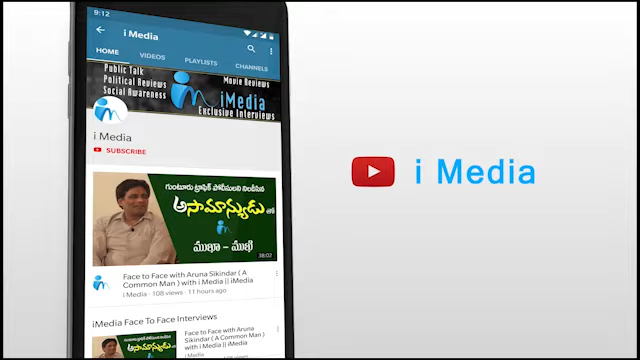 9:12
i Media
HOME
VIDEOS
PLAYLISTS
CHANNELS
Public Talk
Political Reviews
Social Awareness
Movie Reviews
iMedia
Exclusive Interviews
i Media
SUBSCRIBE
గుంటూరు ట్రాఫిక్ పోలీసులని నిలదీసిన
అసామాన్యుడు తో
ముఖా - ముఖి
38:02
Face to Face with Aruna Sikindar ( A
Common Man ) with i Media || iMedia
i Media · 108 views · 11 hours ago
iMedia Face To Face Interviews
Face to Face with Aruna
Sikindar ( A Common Man )
with i Media || iMedia
i Media